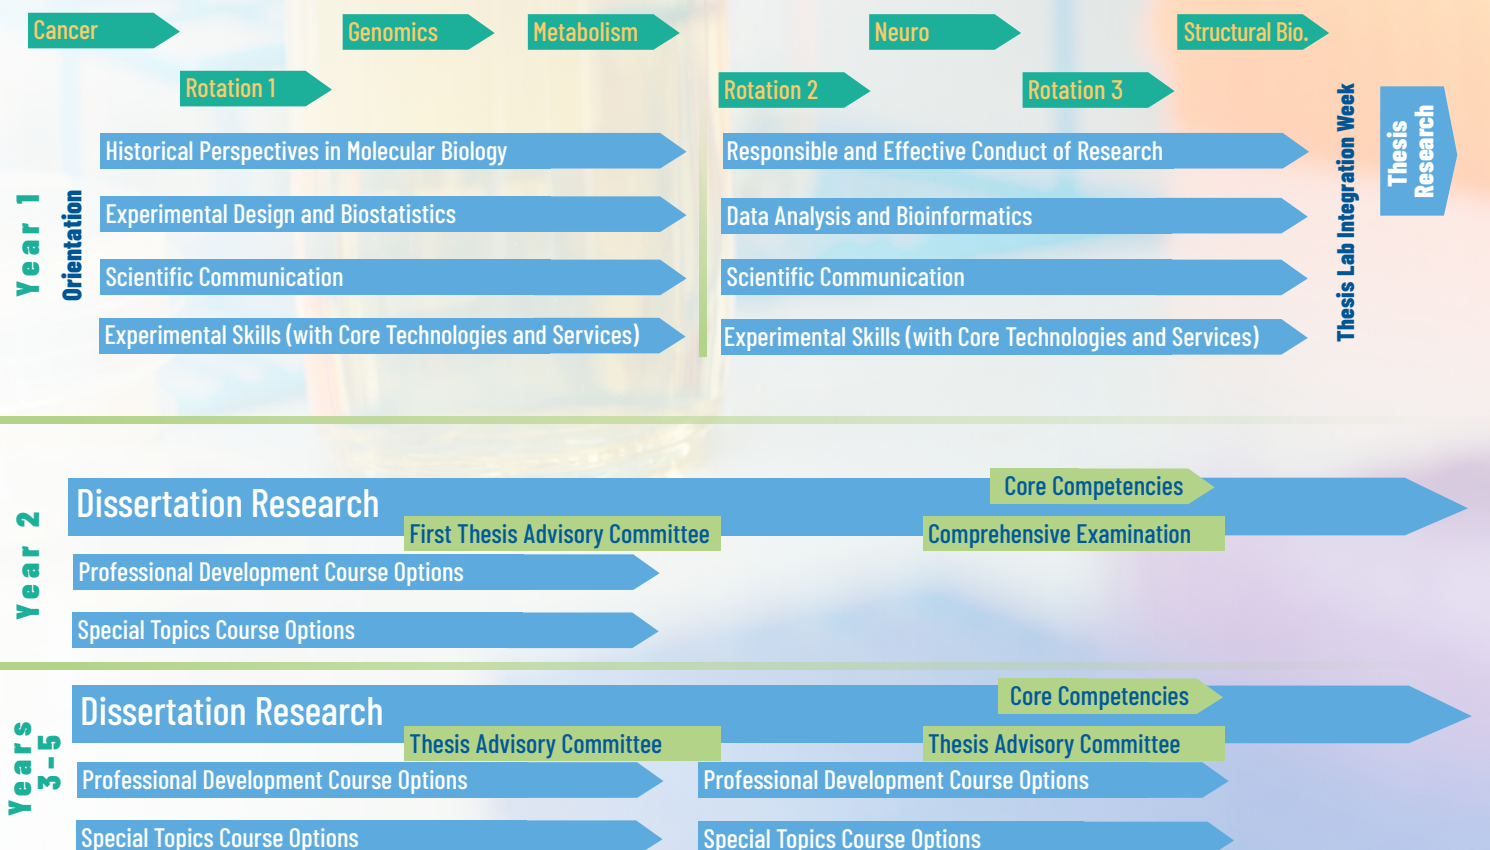 Cancer
Genomics
Metabolism
Neuro
Structural Bio.
Rotation 1
Rotation 2
Rotation 3
Year 1
Orientation
Historical Perspectives in Molecular Biology
Responsible and Effective Conduct of Research
Experimental Design and Biostatistics
Data Analysis and Bioinformatics
Scientific Communication
Scientific Communication
Experimental Skills (with Core Technologies and Services)
Experimental Skills (with Core Technologies and Services)
Thesis Lab Integration Week
Thesis
Research
Year 2
Dissertation Research
Core Competencies
First Thesis Advisory Committee
Comprehensive Examination
Professional Development Course Options
Special Topics Course Options
Years
3-5
Dissertation Research
Core Competencies
Thesis Advisory Committee
Thesis Advisory Committee
Professional Development Course Options
Professional Development Course Options
Special Topics Course Options
Special Topics Course Options